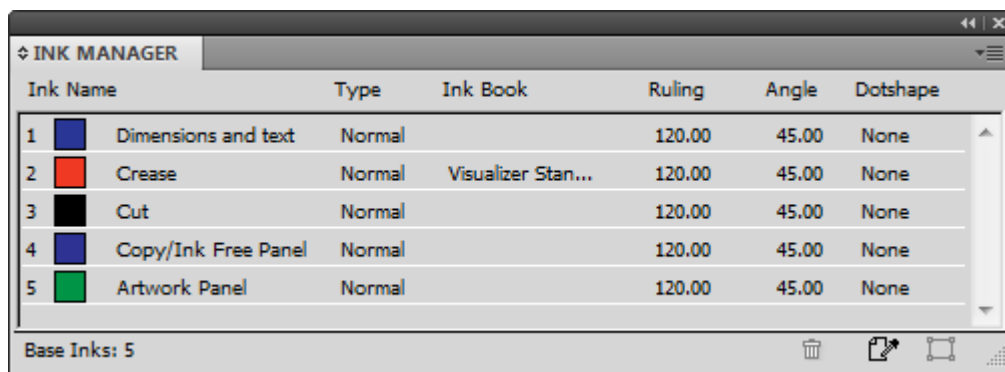 INK MANAGER
Ink Name Type Ink Book Ruling Angle Dotshape
1 Dimensions and text Normal 120.00 45.00 None
2 Crease Normal Visualizer Stan... 120.00 45.00 None
3 Cut Normal 120.00 45.00 None
4 Copy/Ink Free Panel Normal 120.00 45.00 None
5 Artwork Panel Normal 120.00 45.00 None
Base Inks: 5